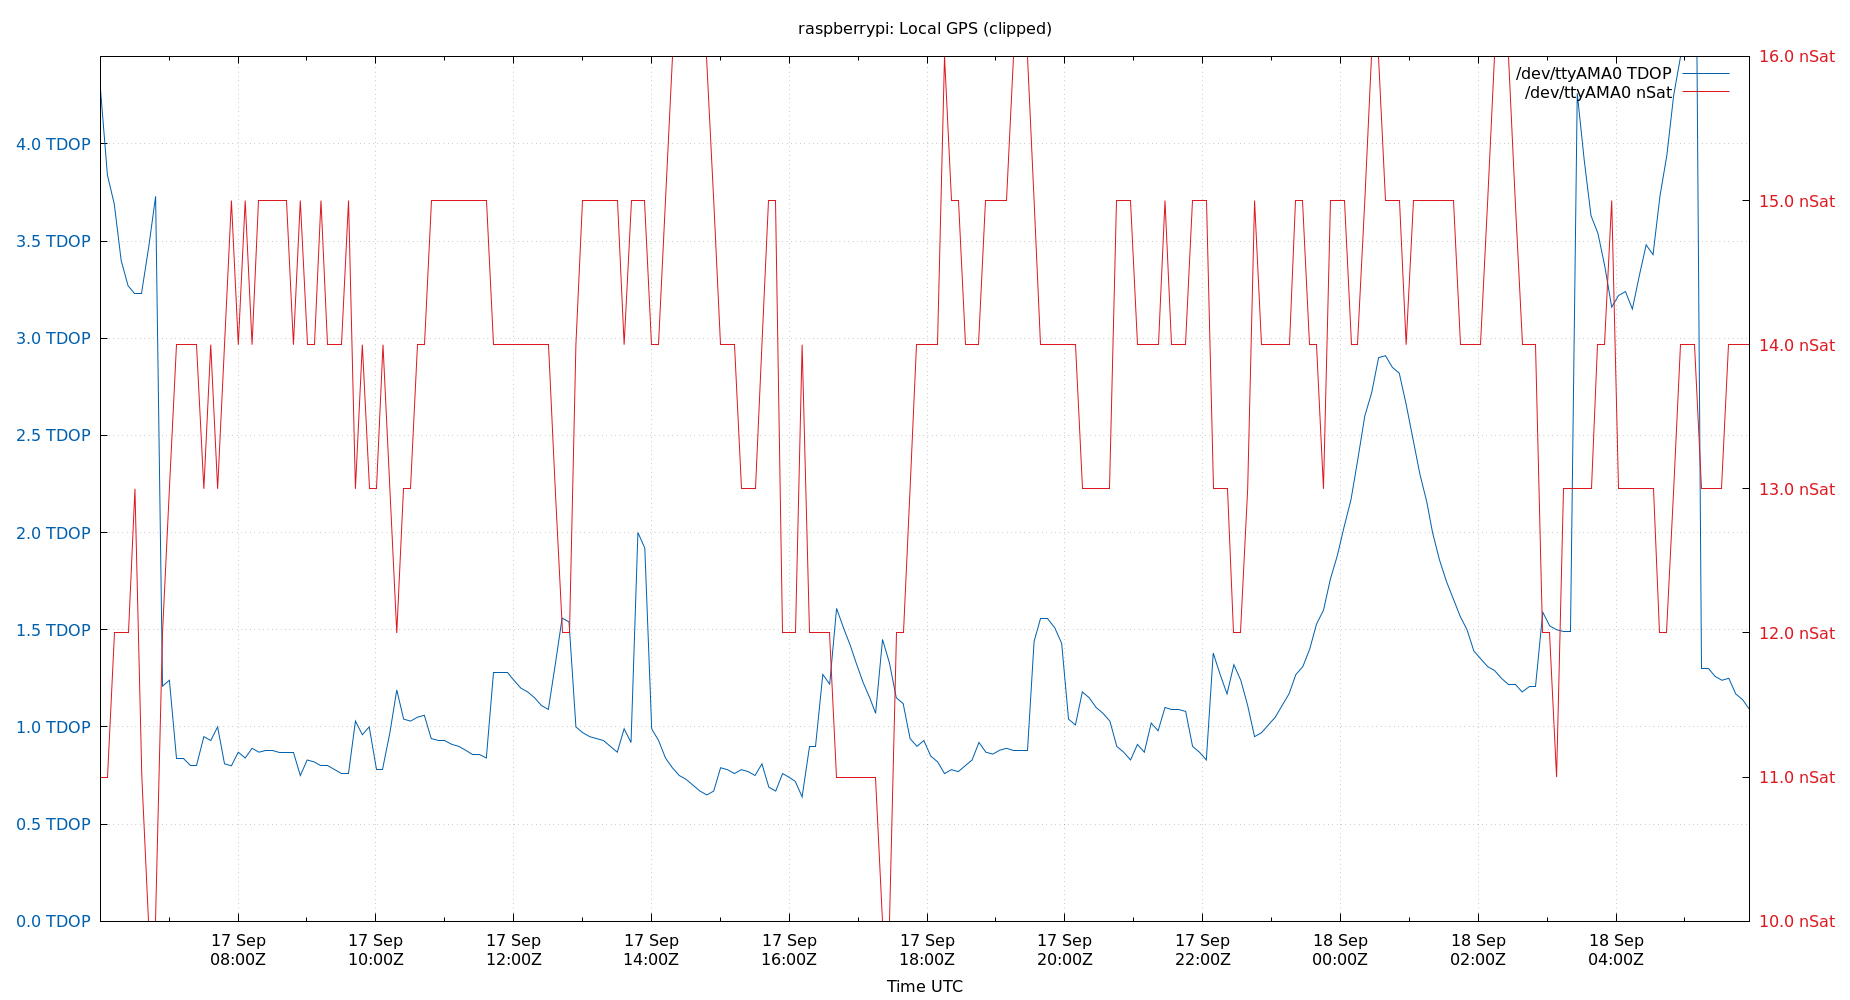 raspberrypi: Local GPS (clipped)
/dev/ttyAMA0 TDOP
/dev/ttyAMA0 nSat
4.0 TDOP
3.5 TDOP
3.0 TDOP
2.5 TDOP
2.0 TDOP
1.5 TDOP
1.0 TDOP
0.5 TDOP
0.0 TDOP
16.0 nSat
15.0 nSat
14.0 nSat
13.0 nSat
12.0 nSat
11.0 nSat
10.0 nSat
17 Sep
08:00Z
17 Sep
10:00Z
17 Sep
12:00Z
17 Sep
14:00Z
17 Sep
16:00Z
17 Sep
18:00Z
17 Sep
20:00Z
17 Sep
22:00Z
18 Sep
00:00Z
18 Sep
02:00Z
18 Sep
04:00Z
Time UTC